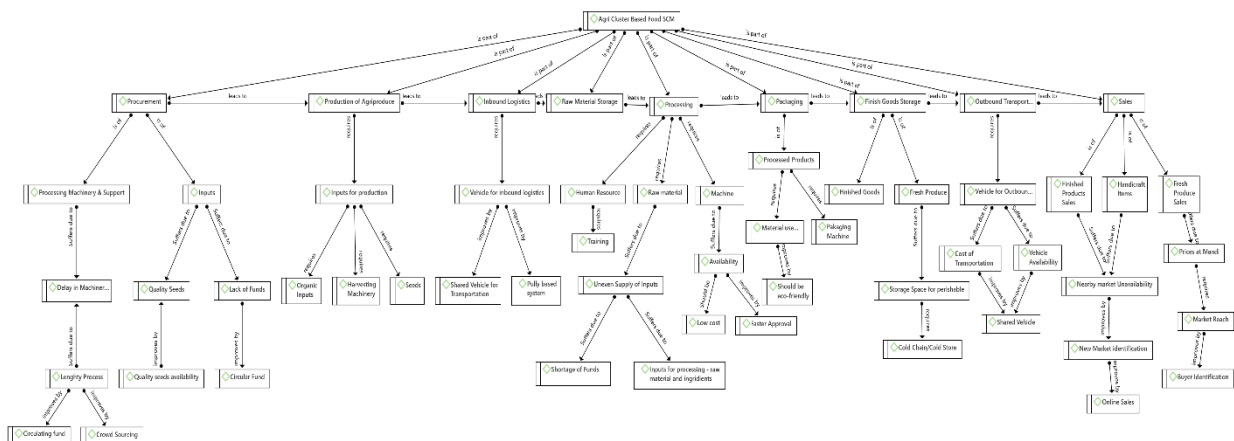 Agri Cluster Based Food SCM
is part of
is part of
is part of
is part of
is part of
is part of
is part of
is part of
is part of
Procurement
leads to
Production of Agriproduce
leads to
Inbound Logistics
leads to
Raw Material Storage
leads to
Processing
leads to
Packaging
leads to
Finish Goods Storage
leads to
Outbound Transport...
leads to
Sales
is of
is of
requires
requires
requires
requires
requires
is of
is of
is of
requires
is of
is of
is of
Processed Products
Processing Machinery & Support
Inputs
Inputs for production
Vehicle for inbound logistics
Human Resource
Raw material
Machine
Finished Goods
Fresh Produce
Vehicle for Outboun...
Finished
Products
Sales
Handicraft
Items
Fresh
Produce
Sales
Suffers due to
Suffers due to
Suffers due to
requires
requires
requires
improves by
improves by
requires
Suffers due to
requires
requires
Suffers due to
Suffers due to
Suffers due to
Suffers due to
Suffers due to
Suffers due to
Training
Material use...
Pakaging
Machine
Prices at Mandi
Cost of
Transportation
Vehicle
Availability
Availability
Delay in Machiner...
Quality Seeds
Lack of Funds
Organic
Inputs
Harvesting
Machinery
Seeds
Shared Vehicle for
Transportation
Pully based
system
Uneven Supply of Inputs
Should be
eco-friendly
Storage Space for perishable
Nearby market Unavailability
improves by
Should be
improves by
improves by
improves by
requires
Suffers due to
improves by
improves by
Suffers due to
Suffers due to
requires
improves by
Low cost
Faster Approval
Shared Vehicle
Market Reach
Cold Chain/Cold Store
New Market identification
improves by
improves by
Lenghty Process
Quality seeds availability
Circular Fund
Shortage of Funds
Inputs for processing - raw
material and ingridients
Buyer Identification
improves by
improves by
Online Sales
Circulating fund
Crowd Sourcing